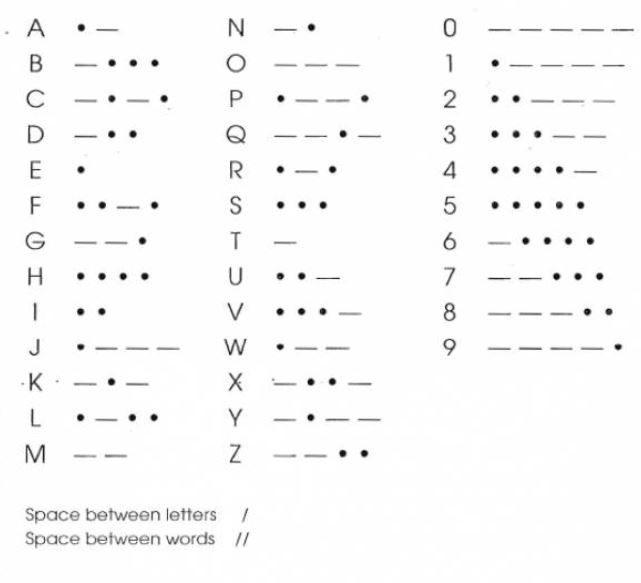 A • — N — • 0 — — — — —
B — • • • O — — — 1 • — — — —
C — • — • P • — — • 2 • • — — —
D — • • Q — — • — 3 • • • — —
E • R • — • 4 • • • • —
F • • — • S • • • 5 • • • • •
G — — • T — 6 — • • • •
H • • • • U • • — 7 — — • • •
I • • V • • • — 8 — — — • •
J • — — — W • — — 9 — — — — •
K — • — X — • • —
L • — • • Y — • — —
M — — Z — — • •
Space between letters /
Space between words //